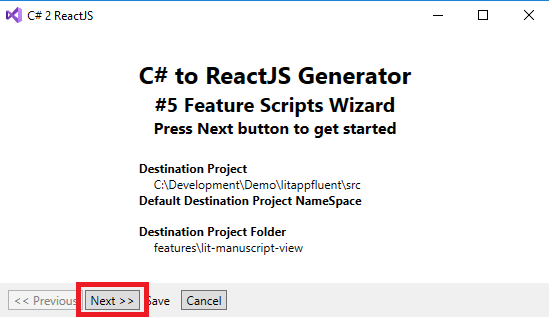 C# 2 ReactJS
C# to ReactJS Generator
#5 Feature Scripts Wizard
Press Next button to get started
Destination Project
C:\Development\Demo\litappfluent\src
Default Destination Project NameSpace
Destination Project Folder
features\lit-manuscript-view
<< Previous Next >> Save Cancel